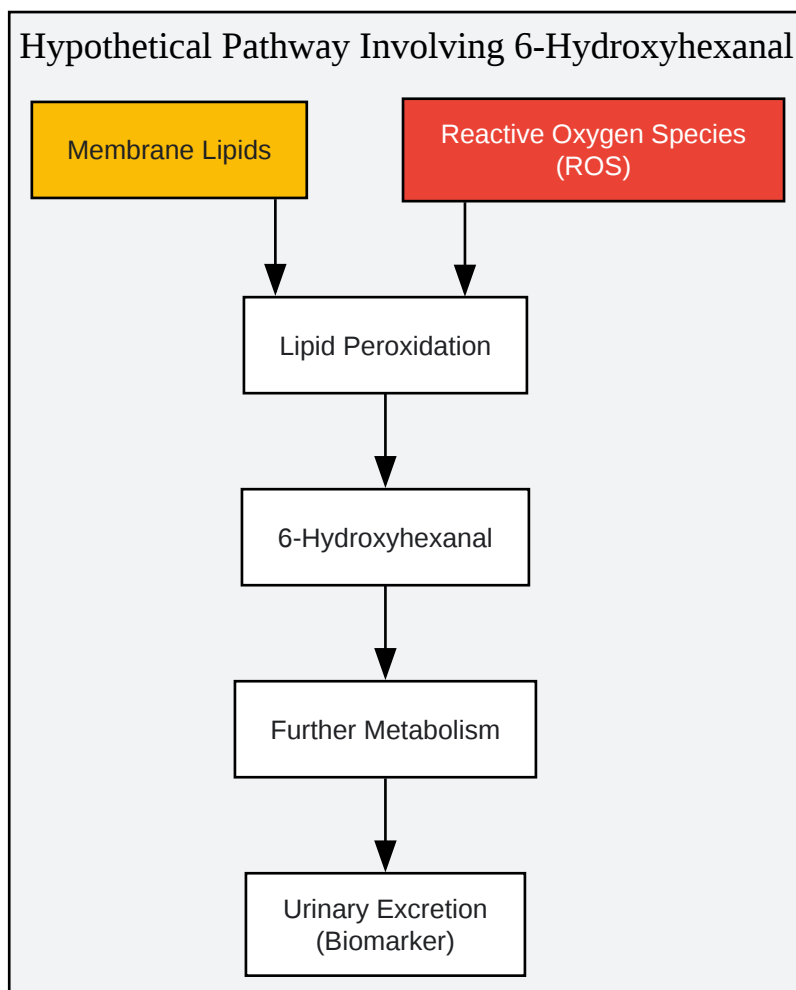 Hypothetical Pathway Involving 6-Hydroxyhexanal
Membrane Lipids
Reactive Oxygen Species
(ROS)
Lipid Peroxidation
6-Hydroxyhexanal
Further Metabolism
Urinary Excretion
(Biomarker)